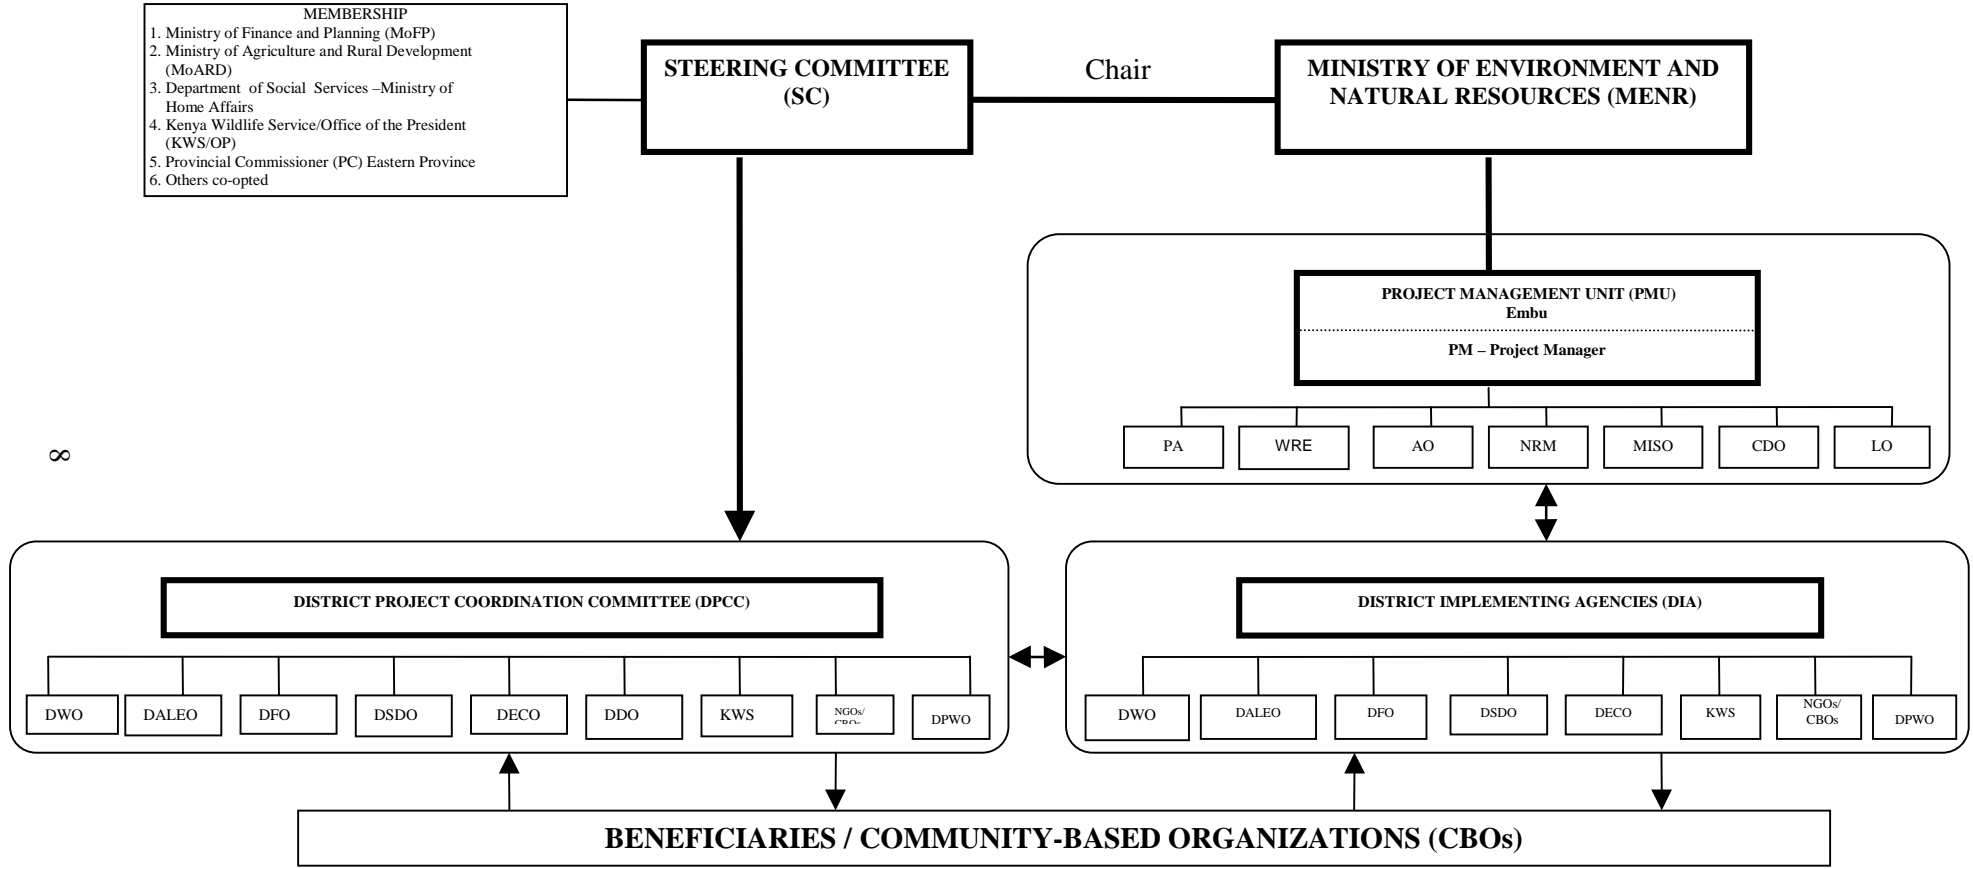 MEMBERSHIP
1. Ministry of Finance and Planning (MoFP)
2. Ministry of Agriculture and Rural Development
(MoARD)
3. Department of Social Services –Ministry of
Home Affairs
4. Kenya Wildlife Service/Office of the President
(KWS/OP)
5. Provincial Commissioner (PC) Eastern Province
6. Others co-opted
STEERING COMMITTEE
(SC)
Chair
MINISTRY OF ENVIRONMENT AND
NATURAL RESOURCES (MENR)
PROJECT MANAGEMENT UNIT (PMU)
Embu
PM – Project Manager
PA
WRE
AO
NRM
MISO
CDO
LO
8
DISTRICT PROJECT COORDINATION COMMITTEE (DPCC)
DWO
DALEO
DFO
DSDO
DECO
DDO
KWS
NGOs/
CBOs
DPWO
DISTRICT IMPLEMENTING AGENCIES (DIA)
DWO
DALEO
DFO
DSDO
DECO
KWS
NGOs/
CBOs
DPWO
BENEFICIARIES / COMMUNITY-BASED ORGANIZATIONS (CBOs)